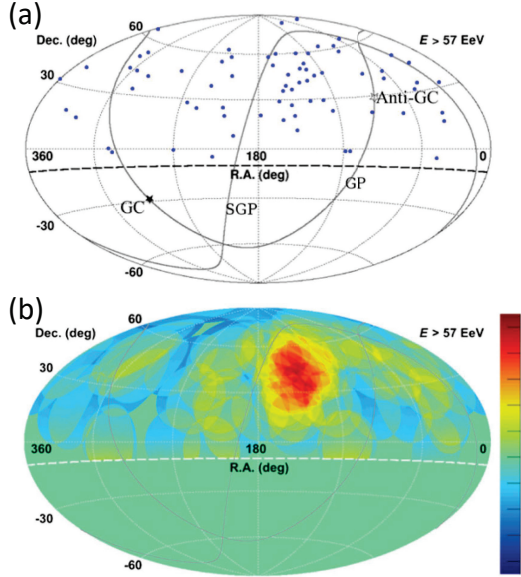 (a)
60
Dec. (deg)
E > 57 EeV
30
Anti-GC
360
180
0
R.A. (deg)
GP
GC
SGP
-30
-60
(b)
60
Dec. (deg)
E > 57 EeV
30
360
180
0
R.A. (deg)
-30
-60